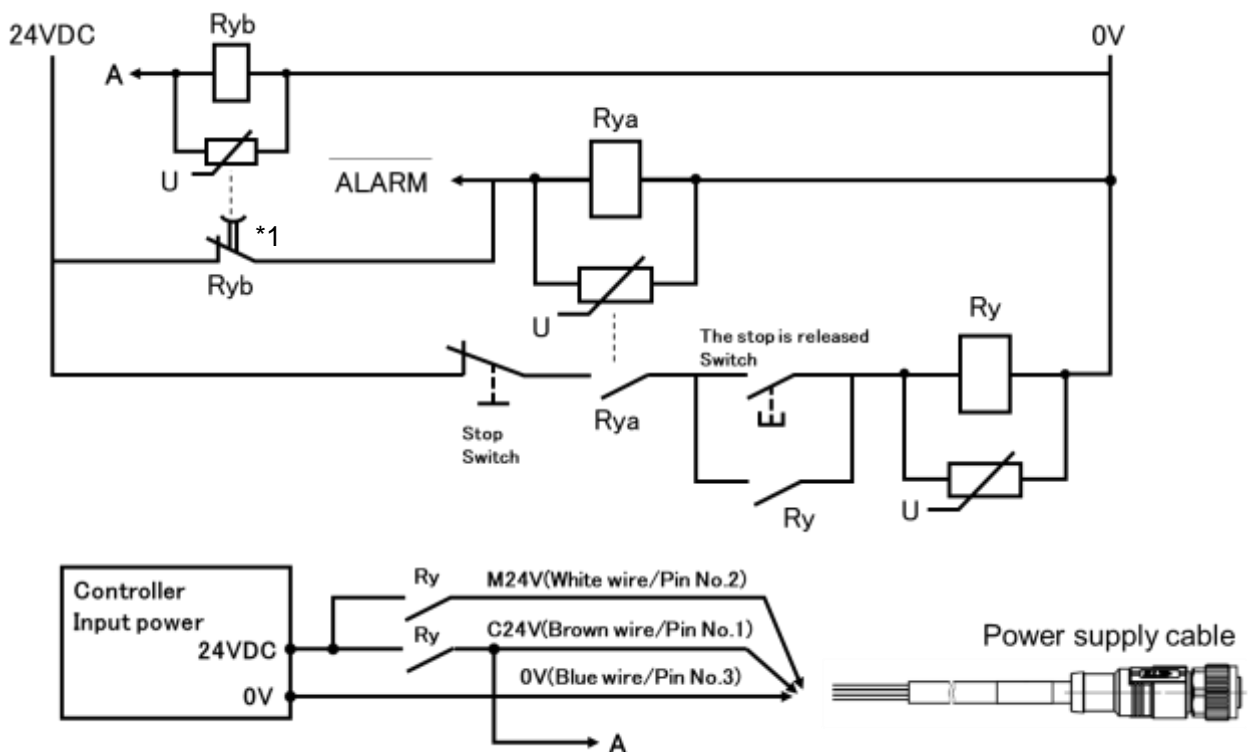 24VDC
Ryb
0V
A
Rya
U
ALARM
*1
Ryb
U
Ry
The stop is released
Switch
Rya
Stop
Switch
Ry
U
Controller
Input power
24VDC
0V
Ry
M24V(White wire/Pin No.2)
Ry
C24V(Brown wire/Pin No.1)
0V(Blue wire/Pin No.3)
A
Power supply cable